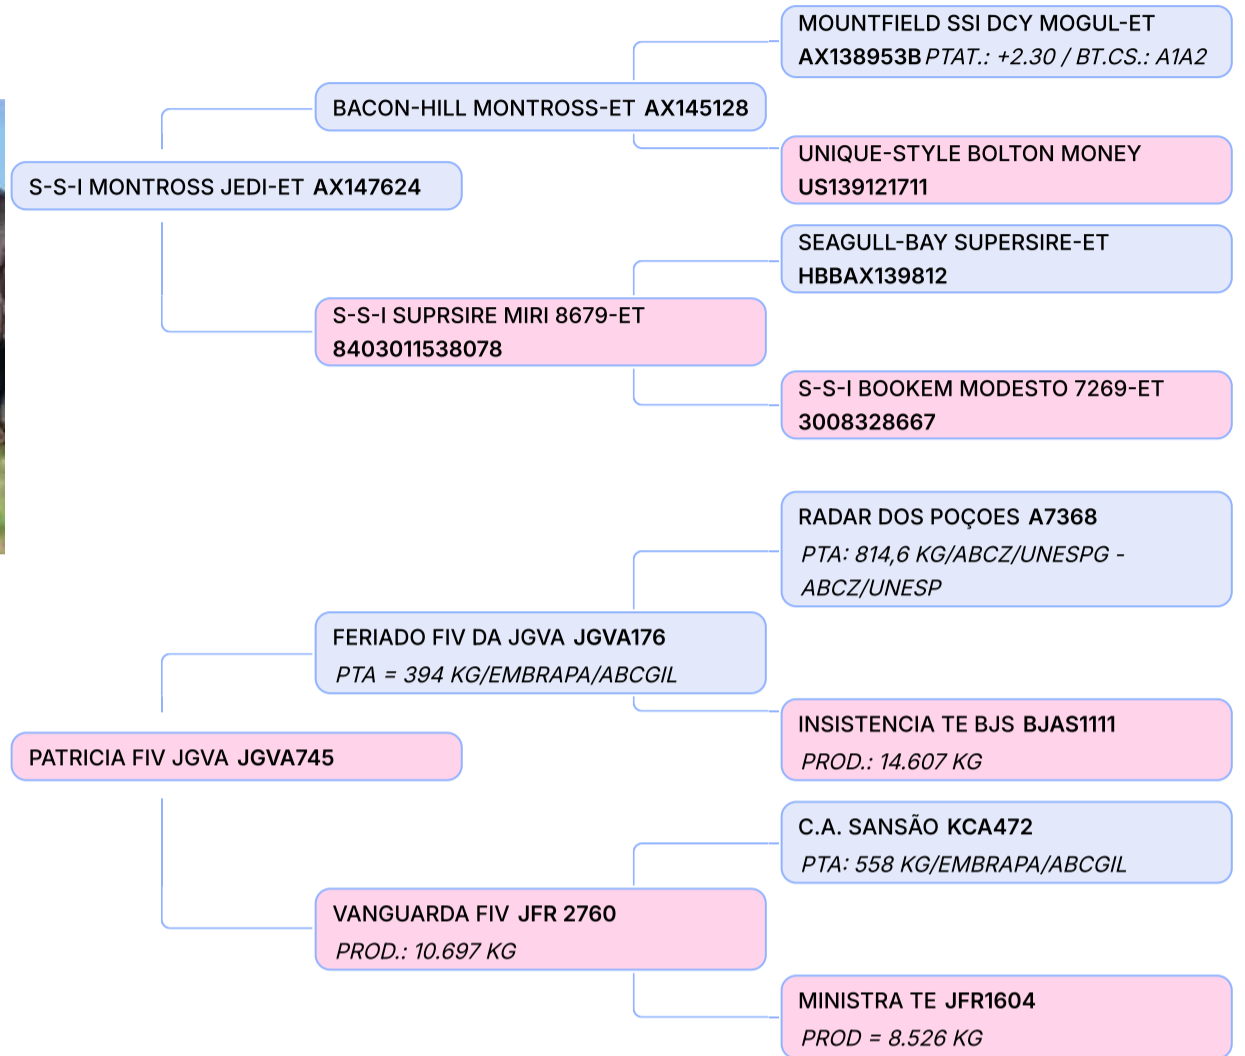 MOUNTFIELD SSI DCY MOGUL-ET
AX138953B PTAT.: +2.30 / BT.CS.: A1A2
BACON-HILL MONTROSS-ET AX145128
UNIQUE-STYLE BOLTON MONEY
US139121711
S-S-I MONTROSS JEDI-ET AX147624
SEAGULL-BAY SUPERSIRE-ET
HBBAX139812
S-S-I SUPRSIRE MIRI 8679-ET
8403011538078
S-S-I BOOKEM MODESTO 7269-ET
3008328667
RADAR DOS POÇOES A7368
PTA: 814,6 KG/ABCZ/UNESPG -
ABCZ/UNESP
FERIADO FIV DA JGVA JGVA176
PTA = 394 KG/EMBRAPA/ABCGIL
INSISTENCIA TE BJS BJAS1111
PROD.: 14.607 KG
PATRICIA FIV JGVA JGVA745
C.A. SANSÃO KCA472
PTA: 558 KG/EMBRAPA/ABCGIL
VANGUARDA FIV JFR 2760
PROD.: 10.697 KG
MINISTRA TE JFR1604
PROD = 8.526 KG